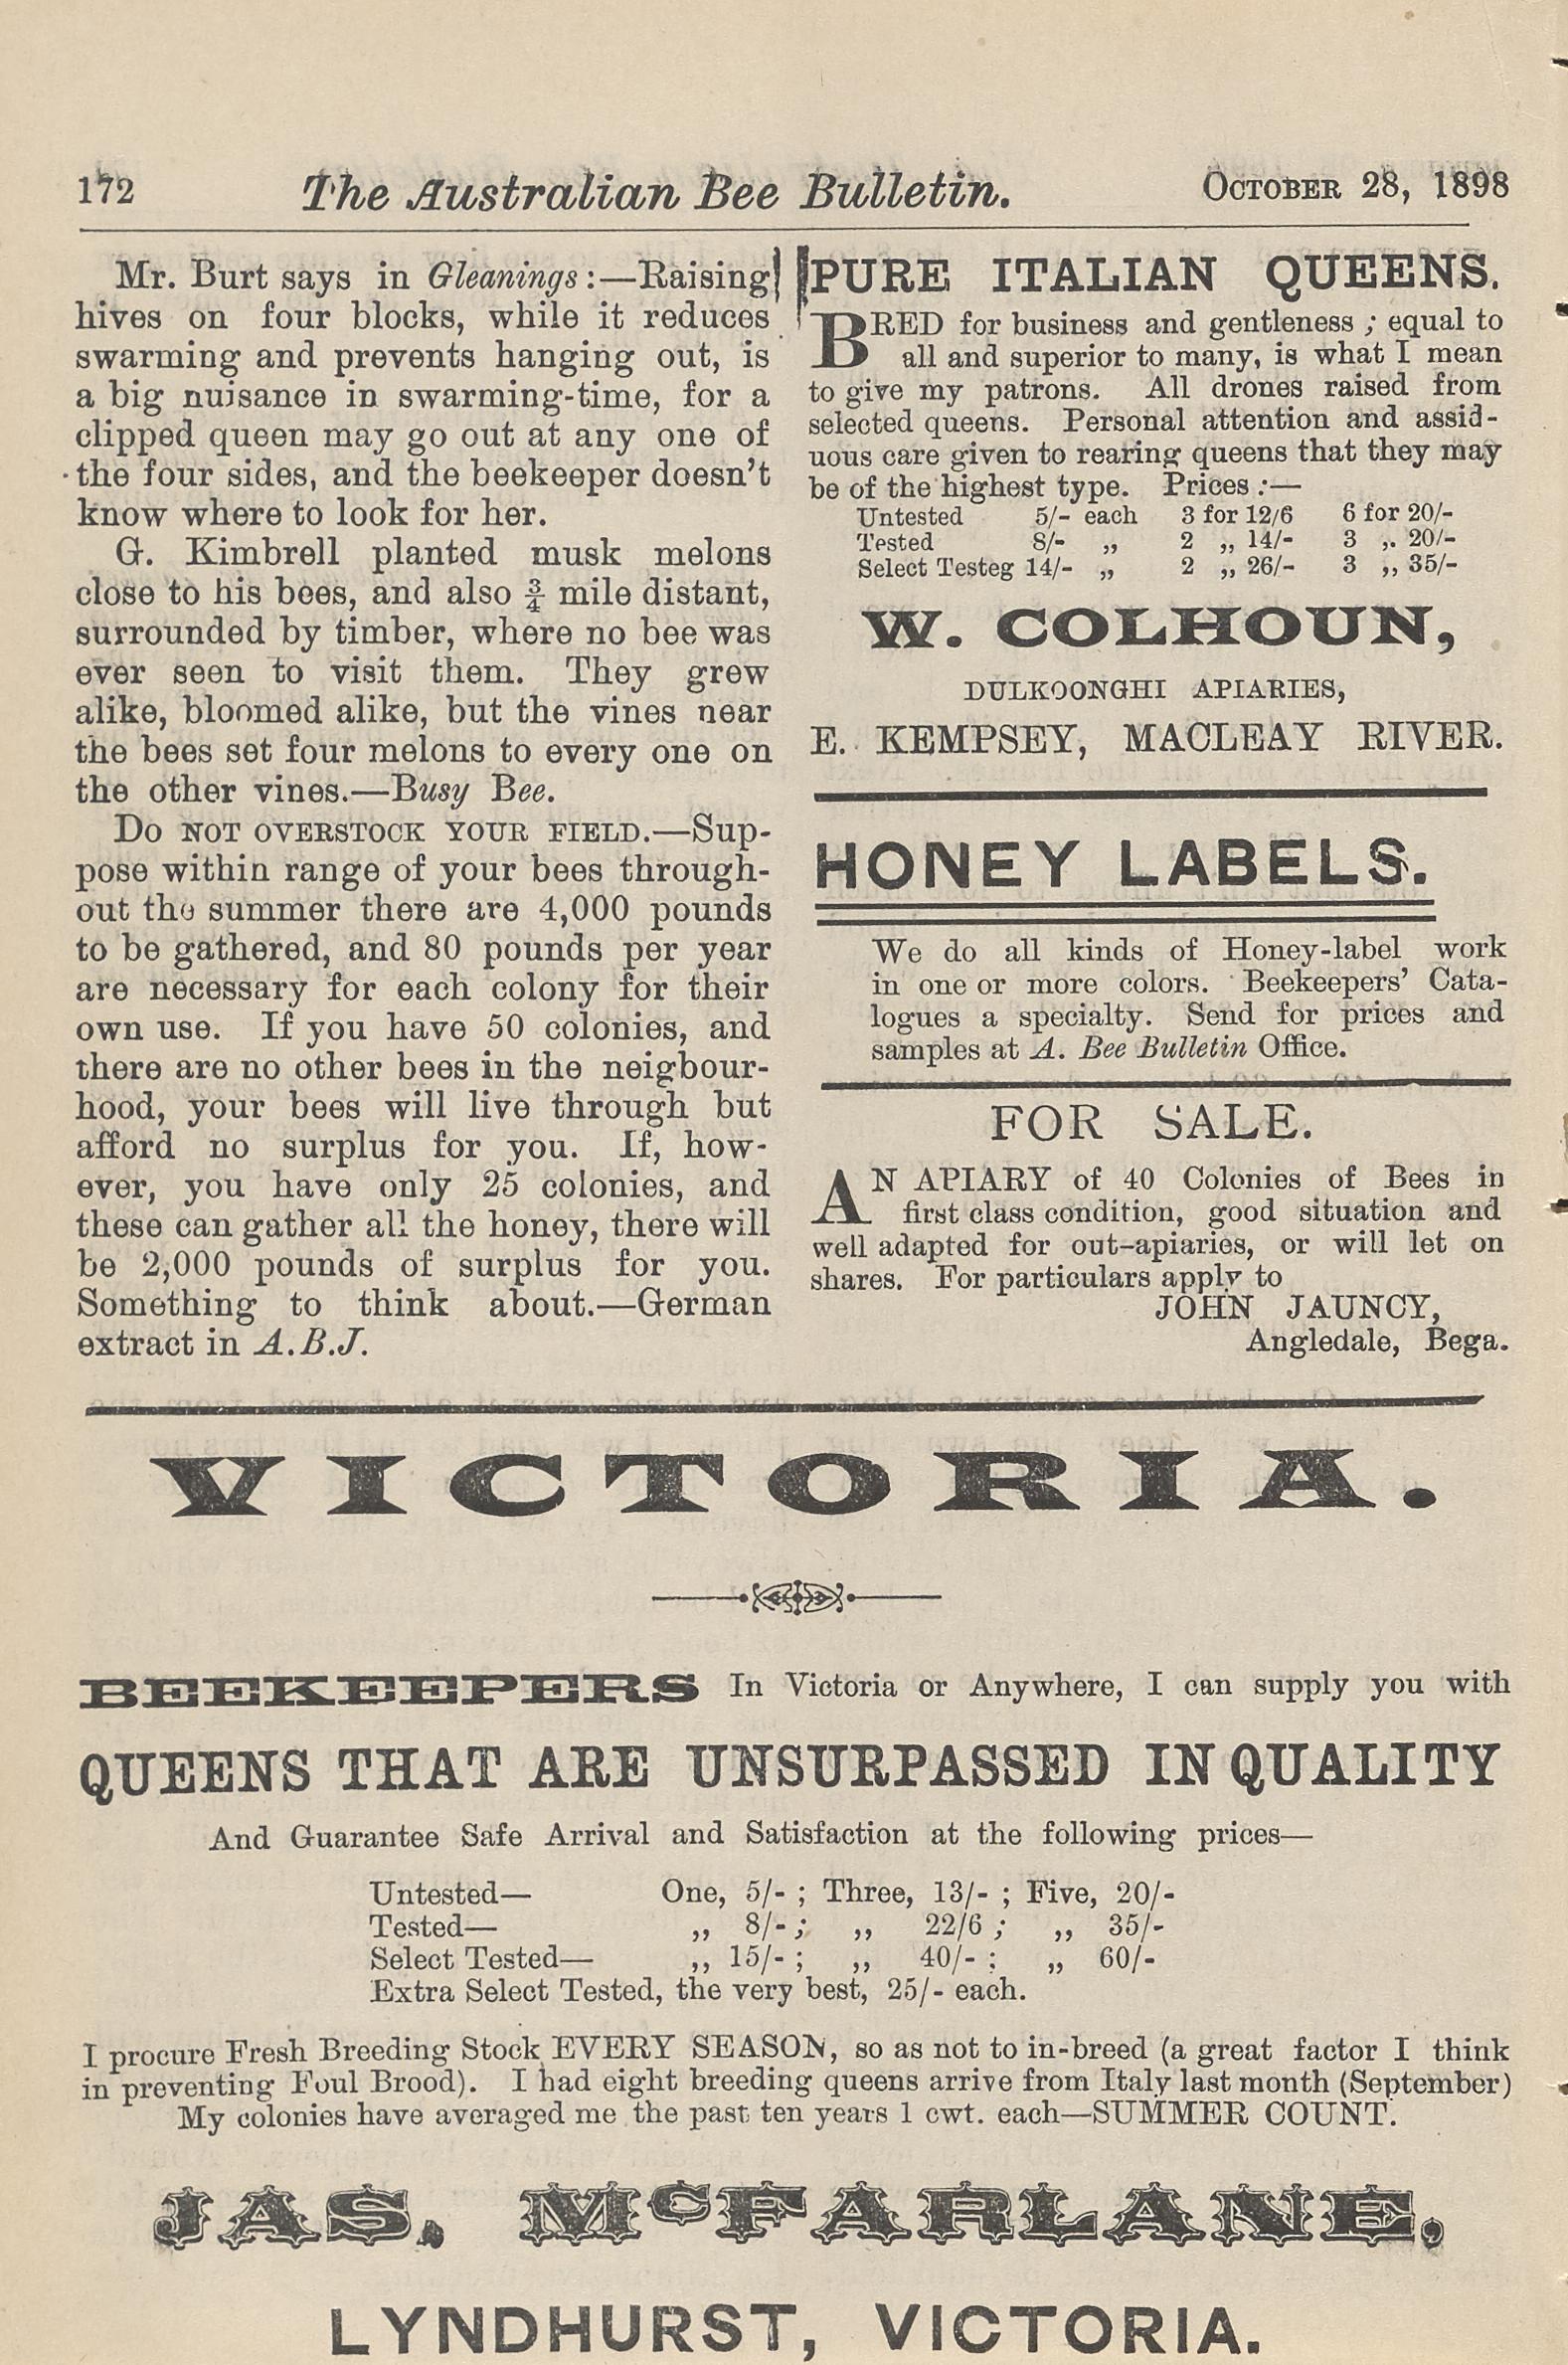 172 The Australian Bee Bulletin. OCTOBER 28, 1898
Mr. Burt says in Gleanings:—Raising
hives on four blocks, while it reduces
swarming and prevents hanging out, is
a big nuisance in swarming-time, for a
clipped queen may go out at any one of
the four sides, and the beekeeper doesn't
know where to look for her.
G. Kimbrell planted musk melons
close to his bees, and also ¾ mile distant,
surrounded by timber, where no bee was
ever seen to visit them. They grew
alike, bloomed alike, but the vines near
the bees set four melons to every one on
the other vines.—Busy Bee.
DO NOT OVERSTOCK YOUR FIELD.—Sup-
pose within range of your bees through-
out the summer there are 4,000 pounds
to be gathered, and 80 pounds per year
are necessary for each colony for their
own use. If you have 50 colonies, and
there are no other bees in the neigbour-
hood, your bees will live through but
afford no surplus for you. If, how-
ever, you have only 25 colonies, and
these can gather all the honey, there will
be 2,000 pounds of surplus for you.
Something to think about.—German
extract in A.B.J.
PURE ITALIAN QUEENS.
BRED for business and gentleness ; equal to
all and superior to many, is what I mean
to give my patrons. All drones raised from
selected queens. Personal attention and assid-
uous care given to rearing queens that they may
be of the highest type. Prices :—
Untested 5/- each 3 for 12/6 6 for 20/-
Tested 8/- ,, 2 ,, 14/- 3 ,. 20/-
Select Testeg 14/- ,, 2 ,, 26/- 3 ,, 35/-
W. COLHOUN,
DULKOONGHI APIARIES,
E. KEMPSEY, MACLEAY RIVER.
HONEY LABELS.
We do all kinds of Honey-label work
in one or more colors. Beekeepers' Cata-
logues a specialty. Send for prices and
samples at A. Bee Bulletin Office.
FOR SALE.
AN APIARY of 40 Colonies of Bees in
first class condition, good situation and
well adapted for out-apiaries, or will let on
shares. For particulars apply to
JOHN JAUNCY,
Angledale, Bega.
VICTORIA.
BEEKEEPERS In Victoria or Anywhere, I can supply you with
QUEENS THAT ARE UNSURPASSED IN QUALITY
And Guarantee Safe Arrival and Satisfaction at the following prices—
Untested— One, 5/- ; Three, 13/- ; Five, 20/-
Tested— ,, 8/- ; ,, 22/6 ; ,, 35/-
Select Tested— ,, 15/- ; ,, 40/- ; ,, 60/-
Extra Select Tested, the very best, 25/- each.
I procure Fresh Breeding Stock EVERY SEASON, so as not to in-breed (a great factor I think
in preventing Foul Brood). I had eight breeding queens arrive from Italy last month (September)
My colonies have averaged me the past ten years 1 cwt. each—SUMMER COUNT.
JAS. McFARLANE,
LYNDHURST, VICTORIA.